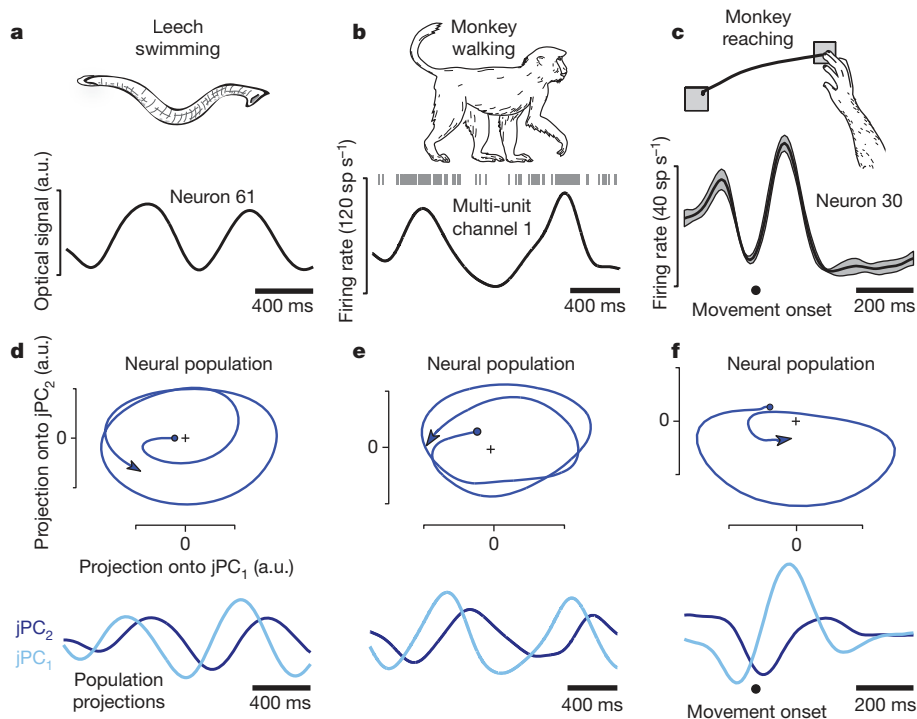 a
Leech
swimming
Optical signal (a.u.)
Neuron 61
400 ms
b
Monkey
walking
Firing rate (120 sp s⁻¹)
Multi-unit
channel 1
400 ms
c
Monkey
reaching
Firing rate (40 sp s⁻¹)
Neuron 30
Movement onset
200 ms
d
Neural population
Projection onto jPC₂ (a.u.)
0
0
Projection onto jPC₁ (a.u.)
jPC₂
jPC₁
Population
projections
400 ms
e
Neural population
0
0
400 ms
f
Neural population
0
0
Movement onset
200 ms